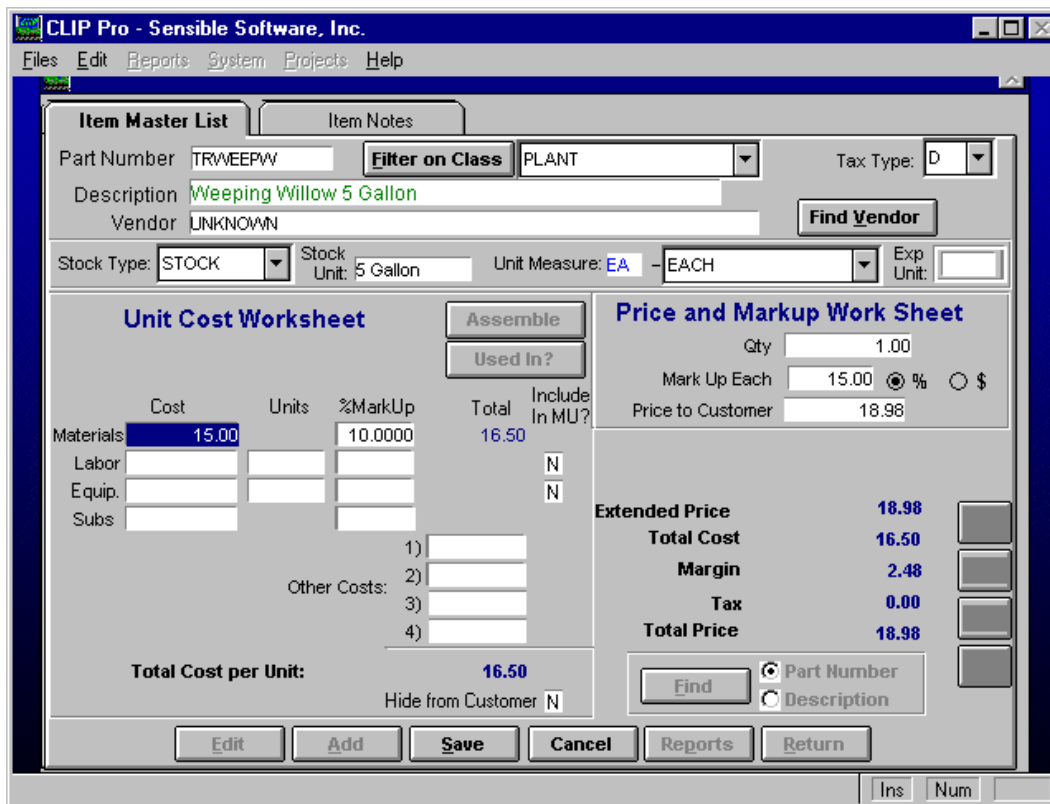 CLIP Pro - Sensible Software, Inc.
Files Edit Reports System Projects Help
Item Master List Item Notes
Part Number TRWEEPW Filter on Class PLANT Tax Type: D
Description Weeping Willow 5 Gallon
Vendor UNKNOWN Find Vendor
Stock Type: STOCK Stock Unit: 5 Gallon Unit Measure: EA - EACH Exp Unit:
Unit Cost Worksheet Assemble
Used In?
Cost Units %MarkUp Total Include In MU?
Materials 15.00 10.0000 16.50
Labor N
Equip. N
Subs
Other Costs:
1)
2)
3)
4)
Total Cost per Unit: 16.50
Hide from Customer N
Price and Markup Work Sheet
Qty 1.00
Mark Up Each 15.00 % $
Price to Customer 18.98
Extended Price 18.98
Total Cost 16.50
Margin 2.48
Tax 0.00
Total Price 18.98
Find Part Number
Description
Edit Add Save Cancel Reports Return
Ins Num